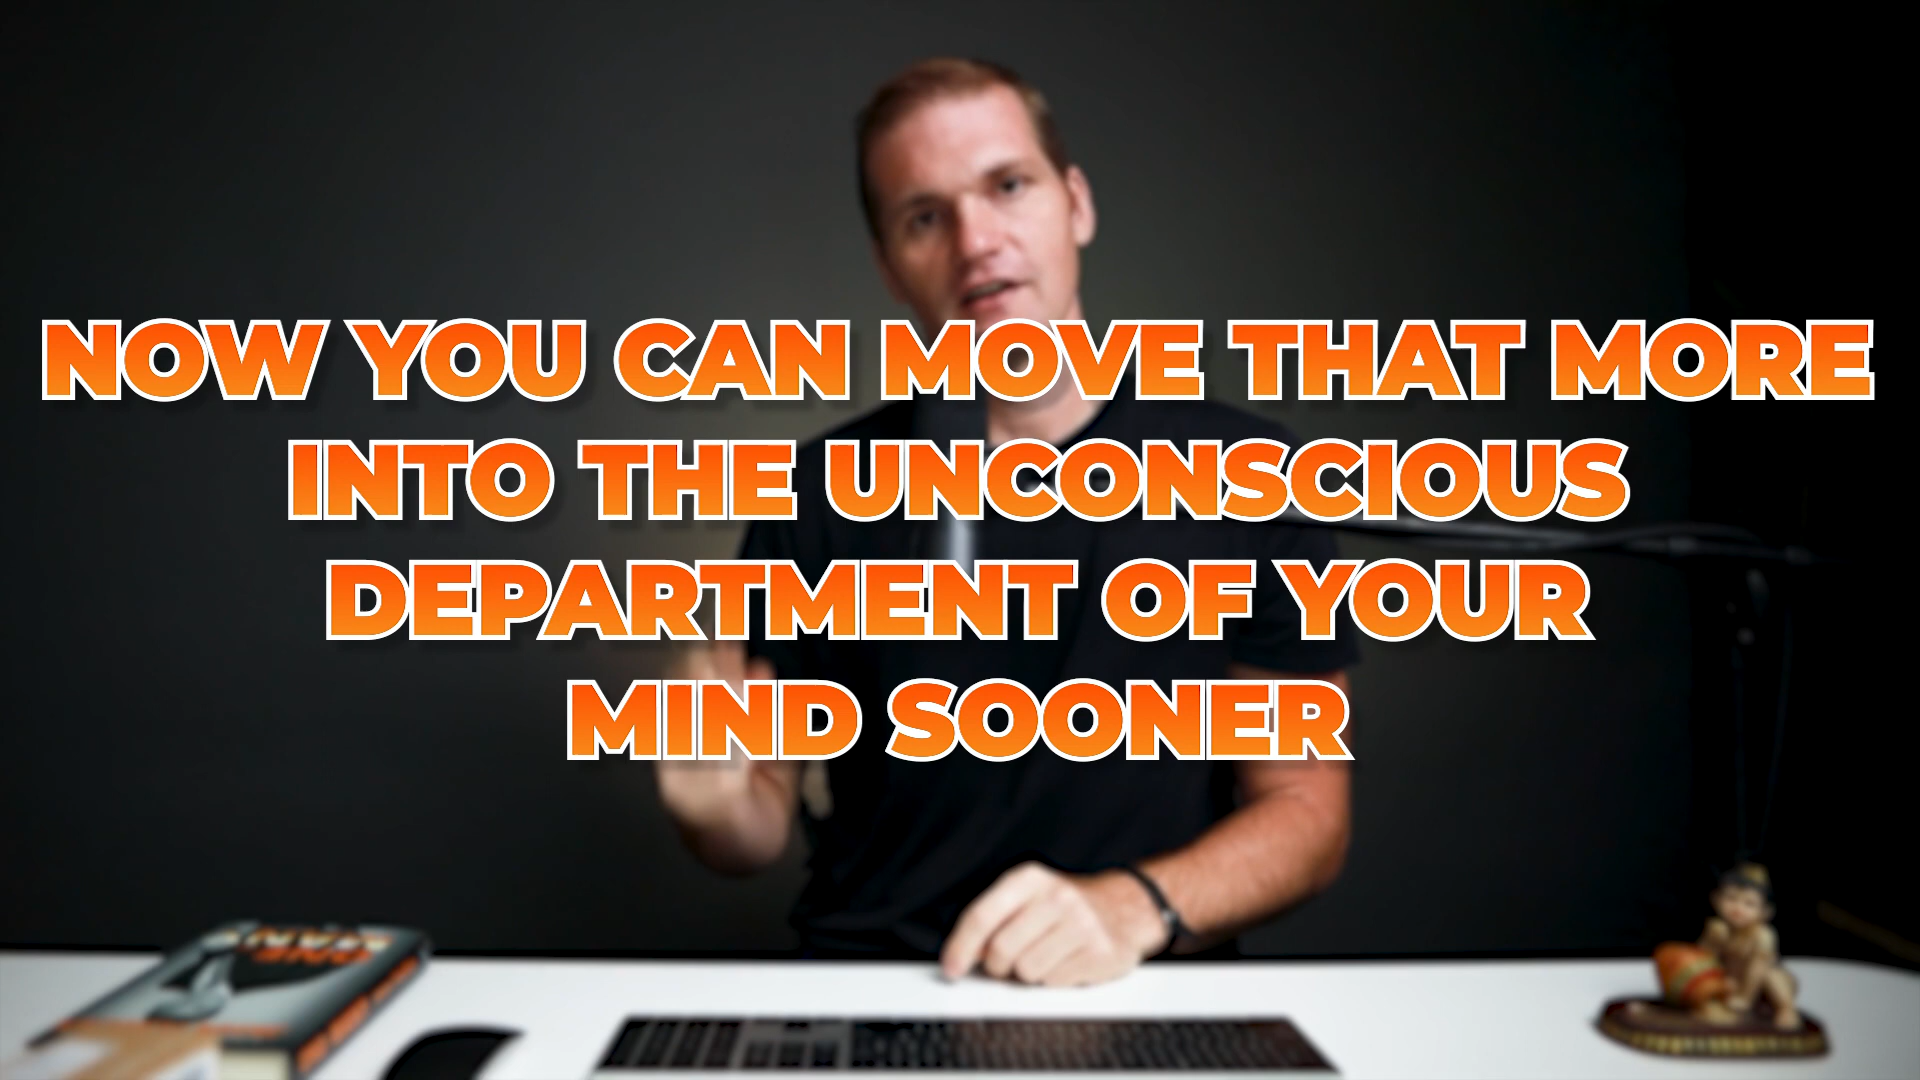 NOW YOU CAN MOVE THAT MORE
INTO THE UNCONSCIOUS
DEPARTMENT OF YOUR
MIND SOONER